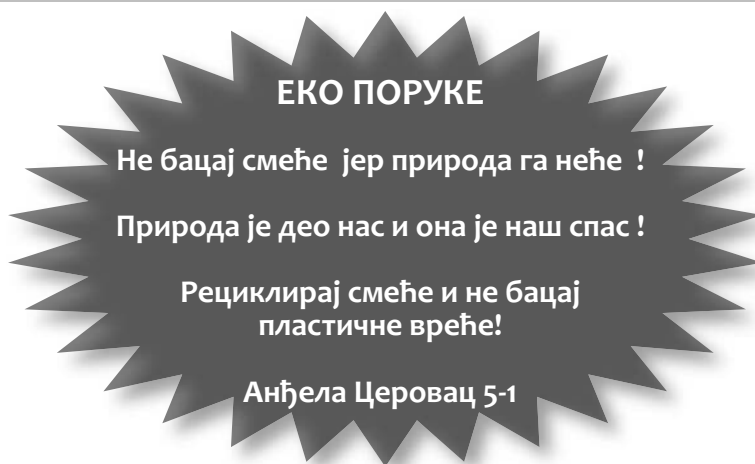 ЕКО ПОРУКЕ
Не бацај смеће јер природа га неће !
Природа је део нас и она је наш спас !
Рециклирај смеће и не бацај
пластичне вреће!
Анђела Церовац 5-1